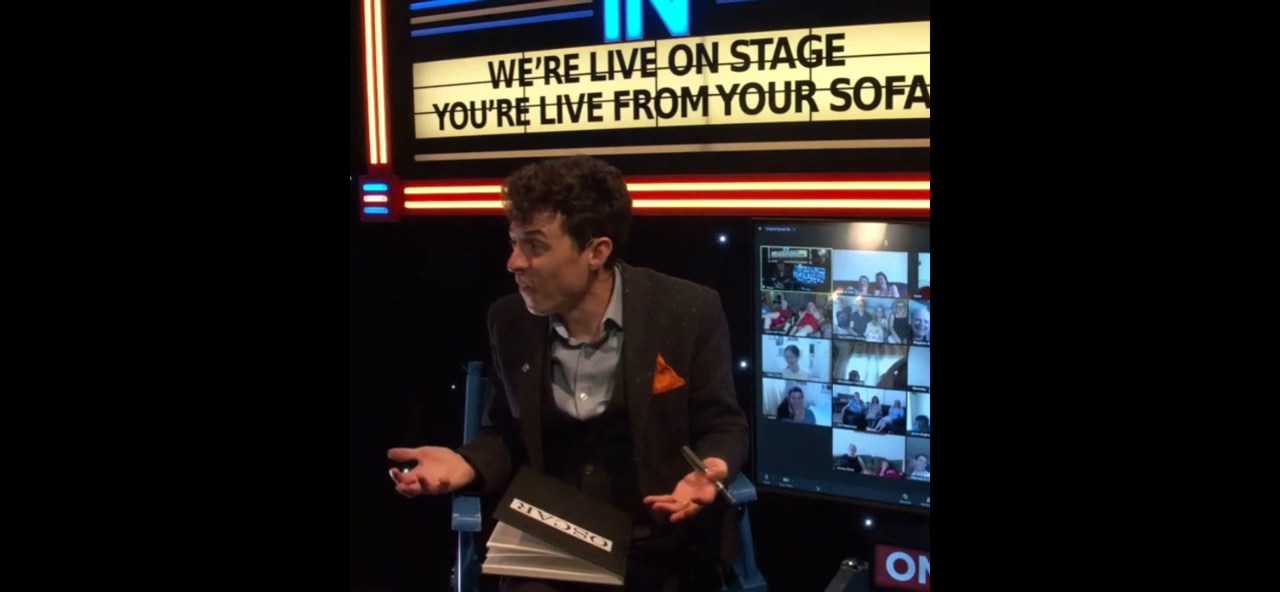 IN
WE'RE LIVE ON STAGE
YOU'RE LIVE FROM YOUR SOFA
OSCAR
ON